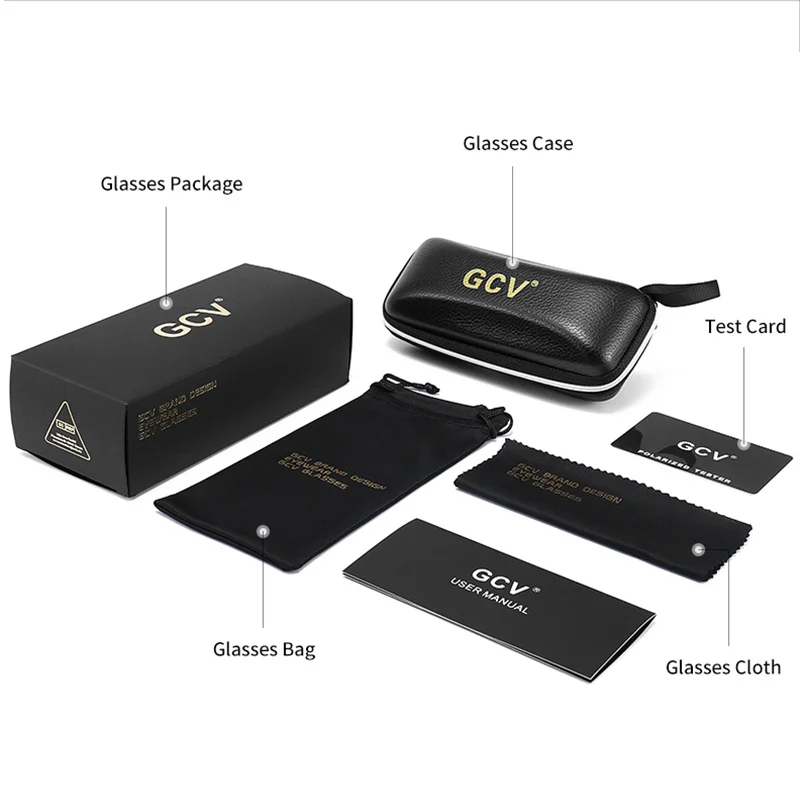 Glasses Case
Glasses Package
GCV®
GCV®
Test Card
GCV BRAND DESIGN
EYEWEAR
GCV GLASSES
GCV®
POLARIZED TESTER
GCV BRAND DESIGN
EYEWEAR
GCV GLASSES
GCV BRAND DESIGN
EYEWEAR
GCV GLASSES
GCV®
USER MANUAL
Glasses Bag
Glasses Cloth